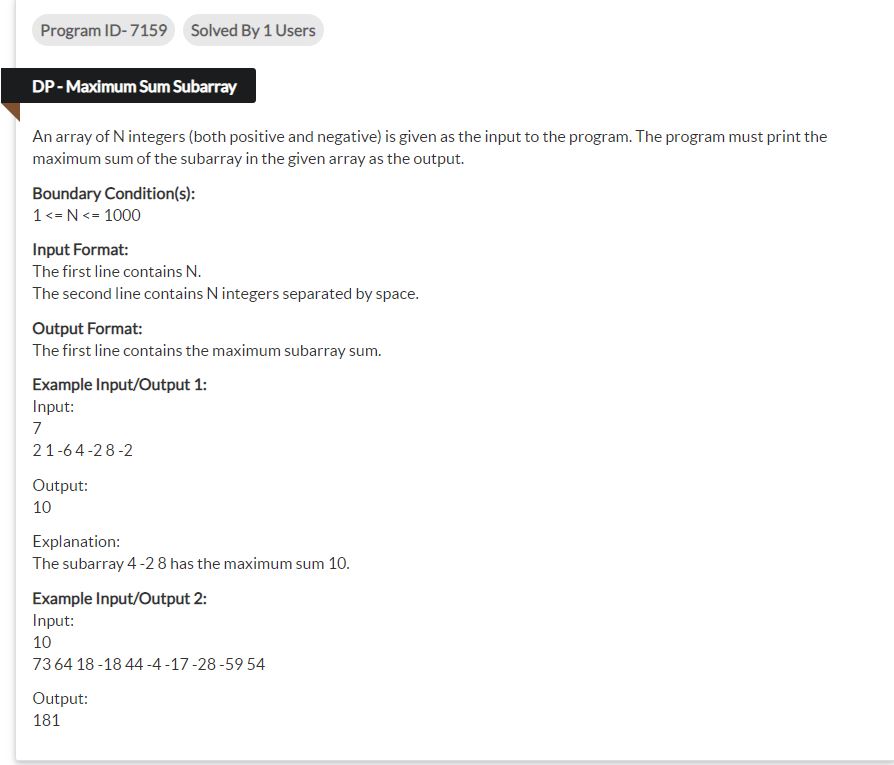 Program ID- 7159 Solved By 1 Users
DP - Maximum Sum Subarray
An array of N integers (both positive and negative) is given as the input to the program. The program must print the
maximum sum of the subarray in the given array as the output.
Boundary Condition(s):
1 <= N <= 1000
Input Format:
The first line contains N.
The second line contains N integers separated by space.
Output Format:
The first line contains the maximum subarray sum.
Example Input/Output 1:
Input:
7
2 1 -6 4 -2 8 -2
Output:
10
Explanation:
The subarray 4 -2 8 has the maximum sum 10.
Example Input/Output 2:
Input:
10
73 64 18 -18 44 -4 -17 -28 -59 54
Output:
181